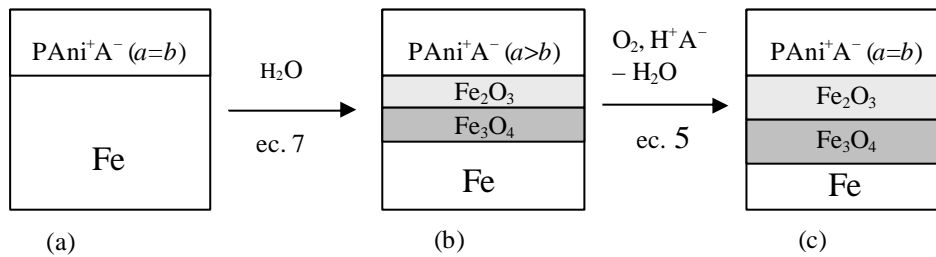 PAni⁺A⁻ (a=b)
Fe
(a)
H₂O
ec. 7
PAni⁺A⁻ (a>b)
Fe₂O₃
Fe₃O₄
Fe
(b)
O₂, H⁺A⁻
– H₂O
ec. 5
PAni⁺A⁻ (a=b)
Fe₂O₃
Fe₃O₄
Fe
(c)